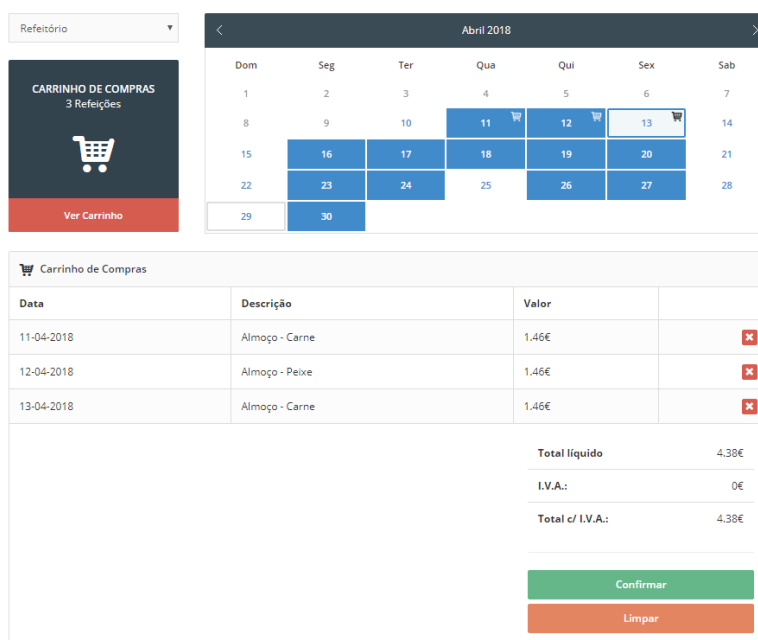 Refeitório
CARRINHO DE COMPRAS
3 Refeições
Ver Carrinho
Abril 2018
Dom Seg Ter Qua Qui Sex Sab
1 2 3 4 5 6 7
8 9 10 11 12 13 14
15 16 17 18 19 20 21
22 23 24 25 26 27 28
29 30
Carrinho de Compras
Data Descrição Valor
11-04-2018 Almoço - Carne 1.46€
12-04-2018 Almoço - Peixe 1.46€
13-04-2018 Almoço - Carne 1.46€
Total líquido 4.38€
I.V.A.: 0€
Total c/ I.V.A.: 4.38€
Confirmar
Limpar